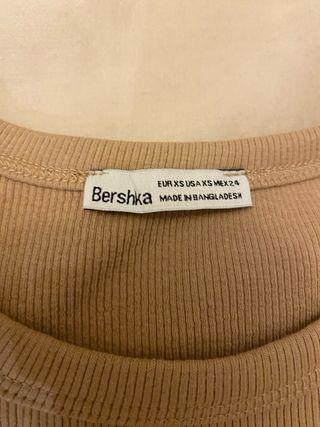 Bershka
EUR XS USA XS MEX 24
MADE IN BANGLADESH